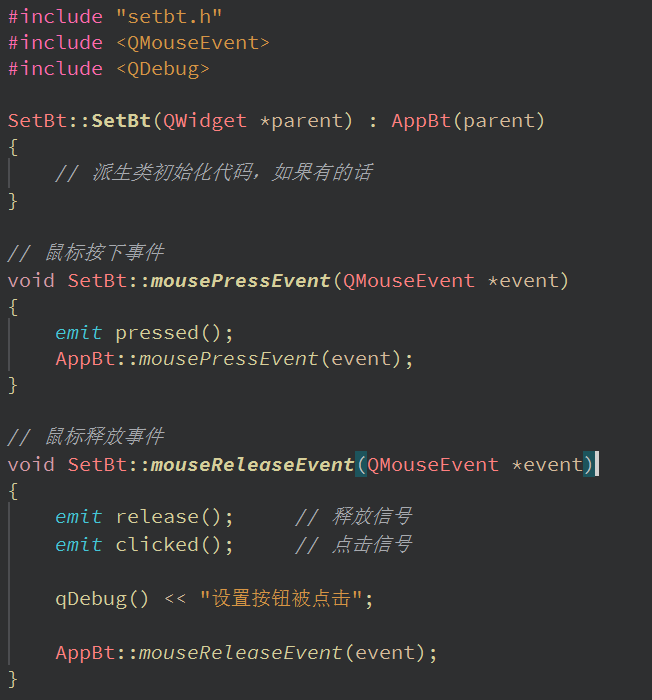 #include "setbt.h"
#include <QMouseEvent>
#include <QDebug>
SetBt::SetBt(QWidget *parent) : AppBt(parent)
{
// 派生类初始化代码，如果有的话
}
// 鼠标按下事件
void SetBt::mousePressEvent(QMouseEvent *event)
{
emit pressed();
AppBt::mousePressEvent(event);
}
// 鼠标释放事件
void SetBt::mouseReleaseEvent(QMouseEvent *event)
{
emit release(); // 释放信号
emit clicked(); // 点击信号
qDebug() << "设置按钮被点击";
AppBt::mouseReleaseEvent(event);
}